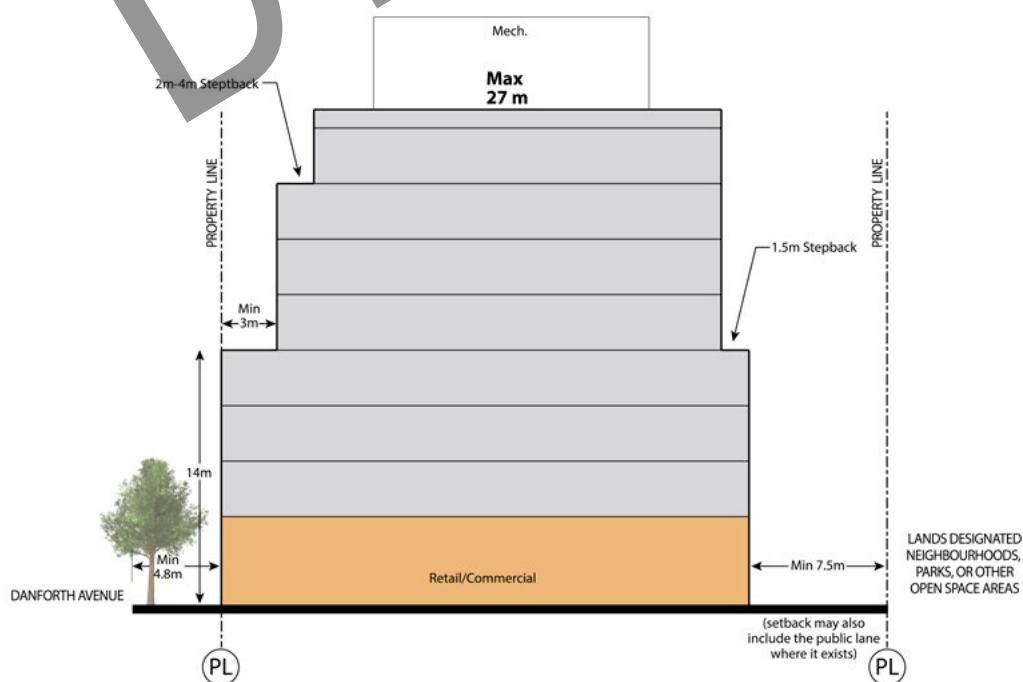 Mech.
Max
27 m
2m-4m Steptback
PROPERTY LINE
PROPERTY LINE
1.5m Stepback
Min
3m
14m
Min
4.8m
Retail/Commercial
Min 7.5m
LANDS DESIGNATED
NEIGHBOURHOODS,
PARKS, OR OTHER
OPEN SPACE AREAS
DANFORTH AVENUE
(setback may also
include the public lane
where it exists)
PL
PL